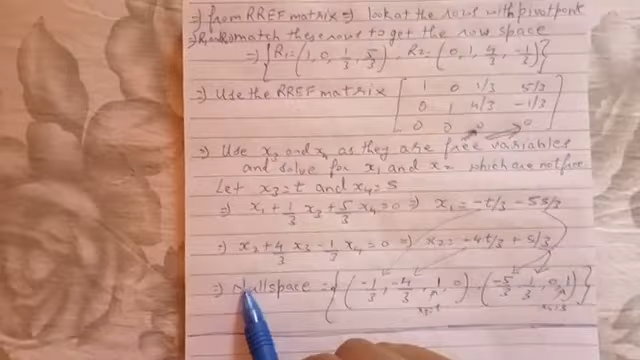 ⇒ from RREF matrix ⇒ look at the rows with pivot point
match these rows to get the row space
⇒ {R₁ = (1, 0, 1/3, 5/3), R₂ = (0, 1, 4/3, -1/3)}
⇒ Use the RREF matrix [1 0 1/3 5/3
0 1 4/3 -1/3
0 0 0 0]
⇒ Use x₃ and x₄ as they are free variables
and solve for x₁ and x₂ which are not free
Let x₃ = t and x₄ = s
⇒ x₁ + 1/3 x₃ + 5/3 x₄ = 0 ⇒ x₁ = -t/3 - 5s/3
⇒ x₂ + 4/3 x₃ - 1/3 x₄ = 0 ⇒ x₂ = -4t/3 + s/3
⇒ Nullspace = {(-1/3, -4/3, 1, 0), (-5/3, 1/3, 0, 1)}